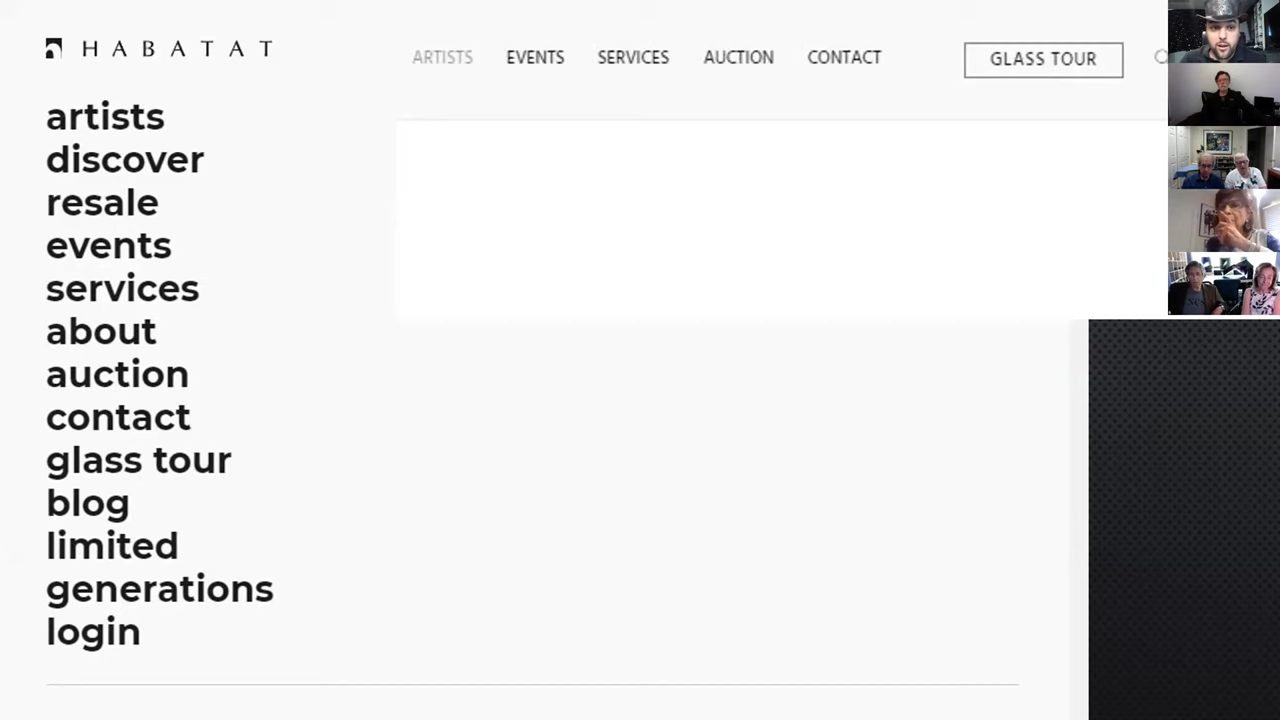 HABATAT
ARTISTS EVENTS SERVICES AUCTION CONTACT GLASS TOUR
artists
discover
resale
events
services
about
auction
contact
glass tour
blog
limited
generations
login